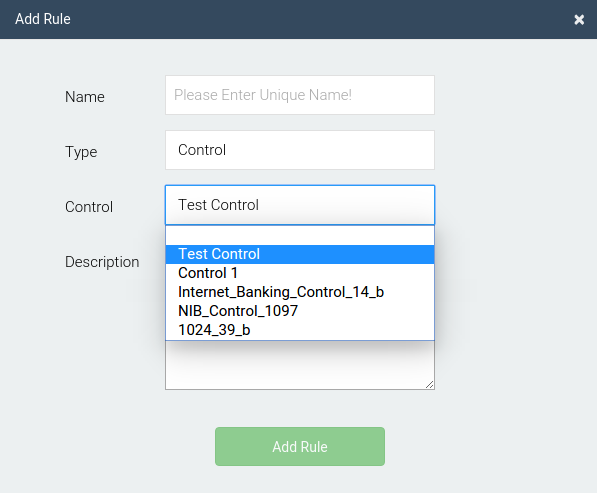 Add Rule
×
Name
Please Enter Unique Name!
Type
Control
Control
Test Control
Test Control
Control 1
Description
Internet_Banking_Control_14_b
NIB_Control_1097
1024_39_b
Add Rule